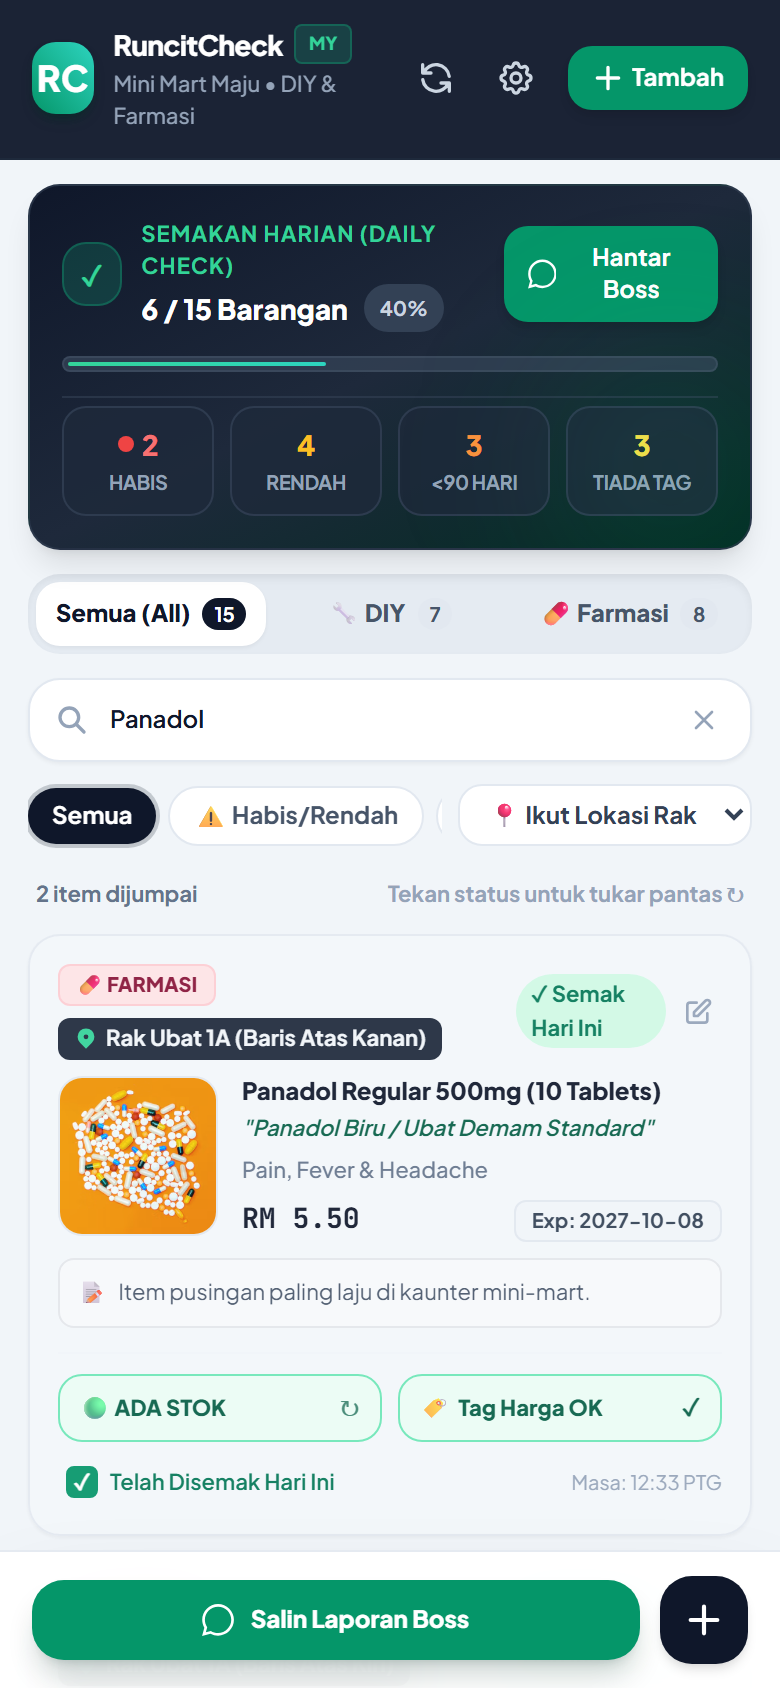 RC
RuncitCheck MY
Mini Mart Maju • DIY &
Farmasi
+ Tambah
SEMAKAN HARIAN (DAILY
CHECK)
6 / 15 Barangan 40%
Hantar
Boss
2
HABIS
4
RENDAH
3
<90 HARI
3
TIADA TAG
Semua (All) 15
DIY 7
Farmasi 8
Panadol
Semua
Habis/Rendah
Ikut Lokasi Rak
2 item dijumpai
Tekan status untuk tukar pantas ↻
FARMASI
Rak Ubat 1A (Baris Atas Kanan)
✓ Semak
Hari Ini
Panadol Regular 500mg (10 Tablets)
"Panadol Biru / Ubat Demam Standard"
Pain, Fever & Headache
RM 5.50
Exp: 2027-10-08
Item pusingan paling laju di kaunter mini-mart.
ADA STOK ↻
Tag Harga OK ✓
Telah Disemak Hari Ini
Masa: 12:33 PTG
Salin Laporan Boss